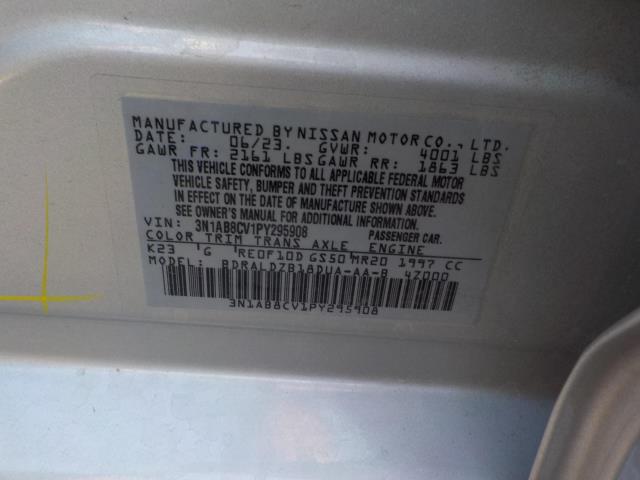 MANUFACTURED BY NISSAN MOTOR CO., LTD.
DATE: 06/23. GVWR: 4001 LBS
GAWR FR: 2161 LBS GAWR RR: 1863 LBS
THIS VEHICLE CONFORMS TO ALL APPLICABLE FEDERAL MOTOR
VEHICLE SAFETY, BUMPER AND THEFT PREVENTION STANDARDS
IN EFFECT ON THE DATE OF MANUFACTURE SHOWN ABOVE.
SEE OWNER'S MANUAL FOR ADDITIONAL INFORMATION
VIN: 3N1AB8CV1PY295908 PASSENGER CAR.
COLOR TRIM TRANS AXLE ENGINE
K23 'G 'RE0F10D GS50'MR20 1997 CC
MODEL: BDRALDZB18DUA-AA-B 4Z000
3N1AB8CV1PY295908